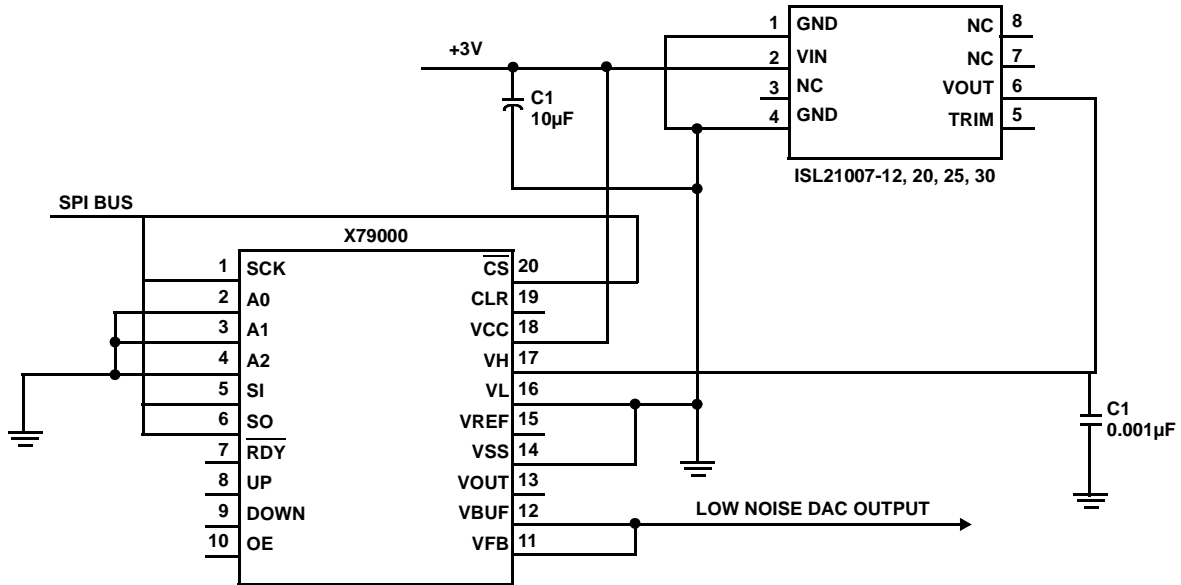 1 GND NC 8
2 VIN NC 7
3 NC VOUT 6
4 GND TRIM 5
ISL21007-12, 20, 25, 30
+3V
C1
10µF
SPI BUS
X79000
1 SCK CS 20
2 A0 CLR 19
3 A1 VCC 18
4 A2 VH 17
5 SI VL 16
6 SO VREF 15
7 RDY VSS 14
8 UP VOUT 13
9 DOWN VBUF 12
10 OE VFB 11
C1
0.001µF
LOW NOISE DAC OUTPUT